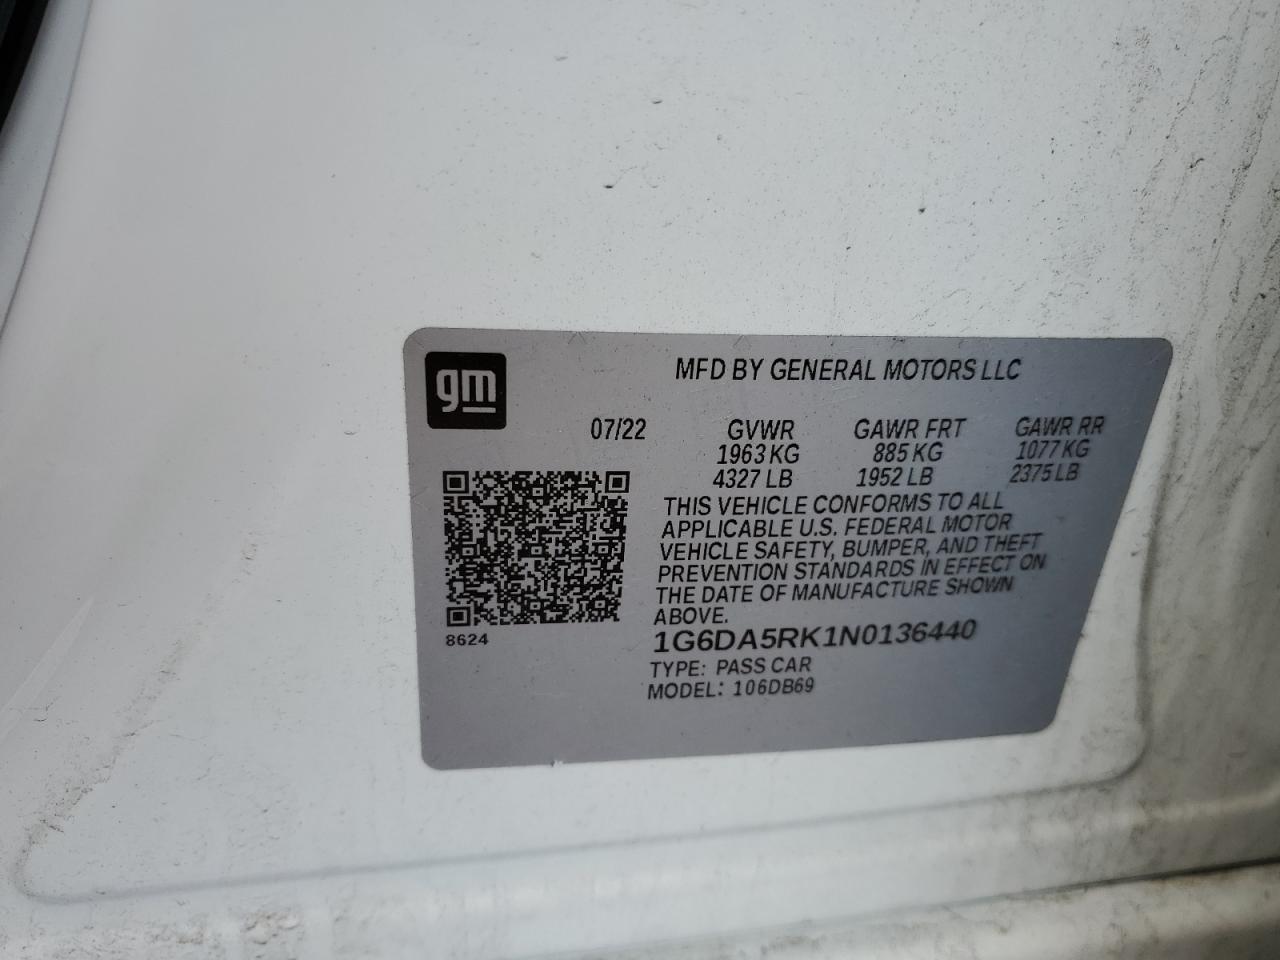 gm
MFD BY GENERAL MOTORS LLC
07/22 GVWR GAWR FRT GAWR RR
1963 KG 885 KG 1077 KG
4327 LB 1952 LB 2375 LB
THIS VEHICLE CONFORMS TO ALL
APPLICABLE U.S. FEDERAL MOTOR
VEHICLE SAFETY, BUMPER, AND THEFT
PREVENTION STANDARDS IN EFFECT ON
THE DATE OF MANUFACTURE SHOWN
ABOVE.
8624
1G6DA5RK1N0136440
TYPE: PASS CAR
MODEL: 106DB69